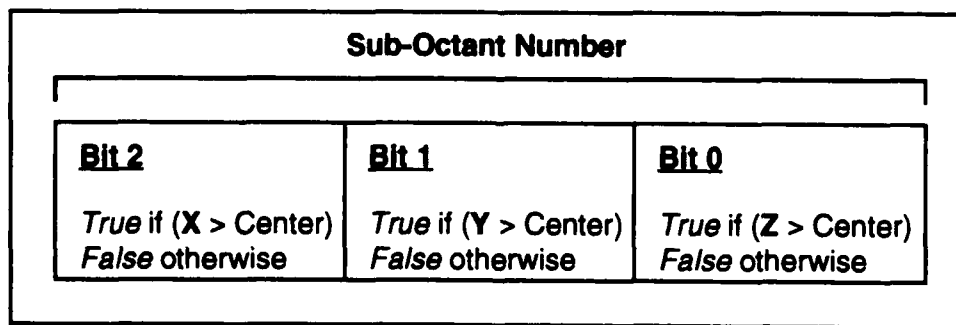 Sub-Octant Number
Bit 2
True if (X > Center)
False otherwise
Bit 1
True if (Y > Center)
False otherwise
Bit 0
True if (Z > Center)
False otherwise